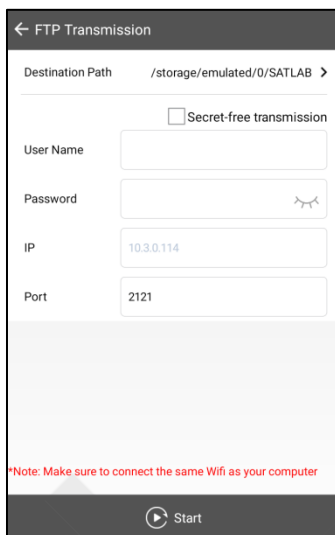 FTP Transmission
Destination Path /storage/emulated/0/SATLAB
Secret-free transmission
User Name
Password
IP 10.3.0.114
Port 2121
*Note: Make sure to connect the same Wifi as your computer
Start